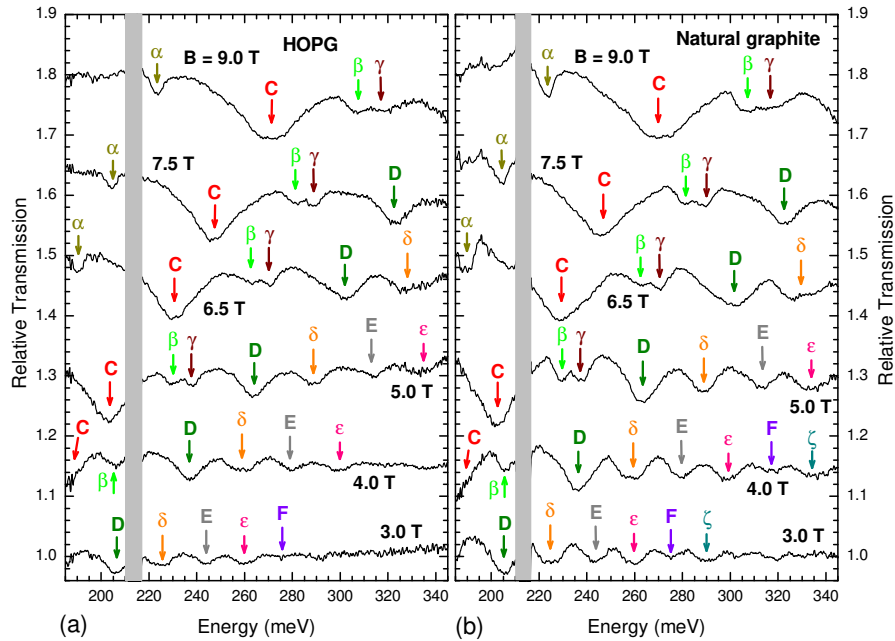 1.9
1.8
1.7
1.6
1.5
1.4
1.3
1.2
1.1
1.0
Relative Transmission
HOPG
B = 9.0 T
α
C
β
γ
7.5 T
α
C
β
γ
D
6.5 T
α
C
β
γ
D
δ
5.0 T
C
β
γ
D
δ
E
ε
4.0 T
C
β
D
δ
E
ε
3.0 T
D
δ
E
ε
F
200 220 240 260 280 300 320 340
(a) Energy (meV)
Natural graphite
B = 9.0 T
α
C
β
γ
7.5 T
α
C
β
γ
D
6.5 T
α
C
β
γ
D
δ
5.0 T
C
β
γ
D
δ
E
ε
4.0 T
C
β
D
δ
E
ε
F
ζ
3.0 T
D
δ
E
ε
F
ζ
200 220 240 260 280 300 320 340
(b) Energy (meV)
1.9
1.8
1.7
1.6
1.5
1.4
1.3
1.2
1.1
1.0
Relative Transmission